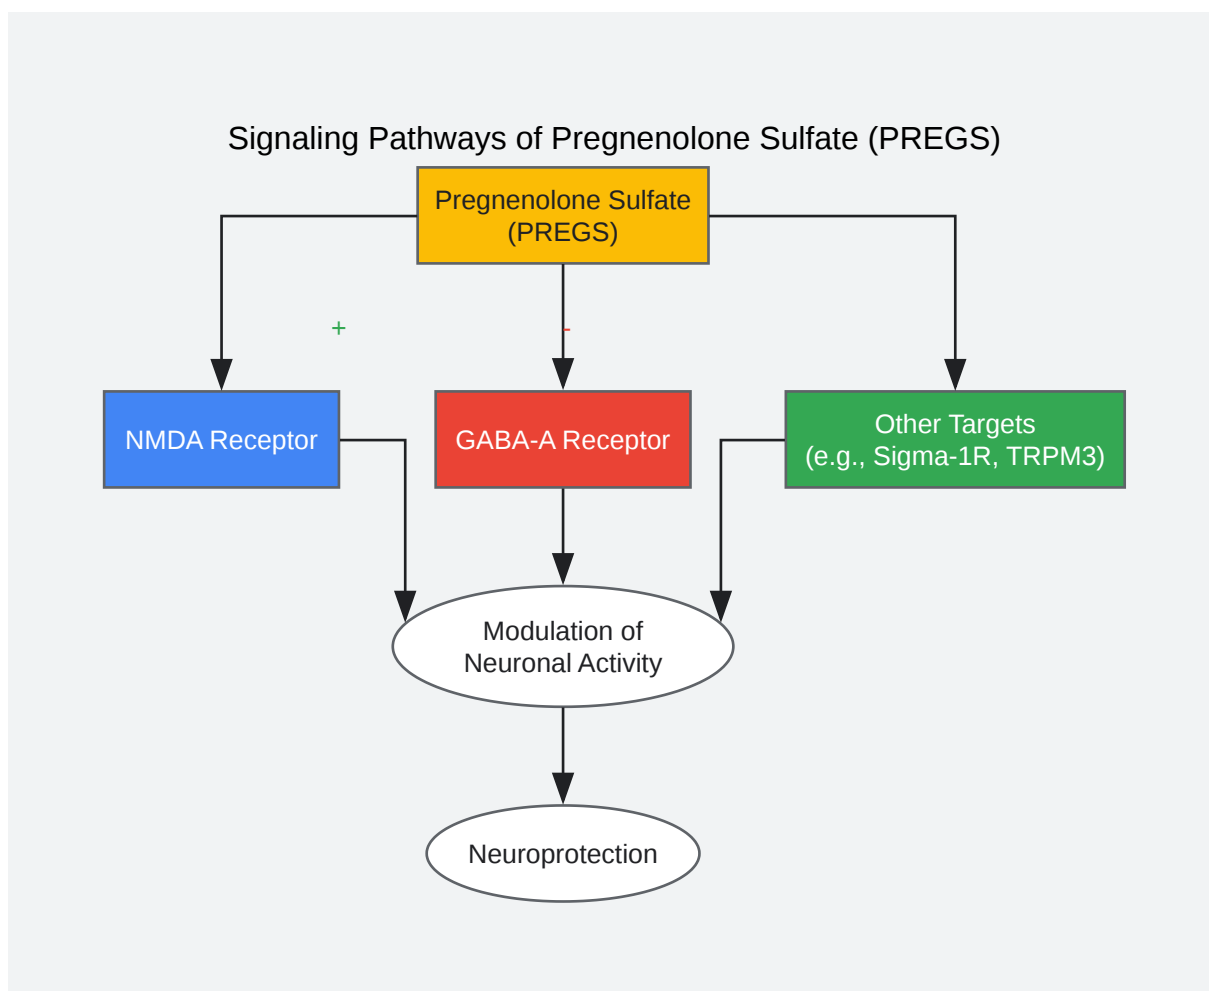 Signaling Pathways of Pregnenolone Sulfate (PREGS)
Pregnenolone Sulfate
(PREGS)
+
-
NMDA Receptor
GABA-A Receptor
Other Targets
(e.g., Sigma-1R, TRPM3)
Modulation of
Neuronal Activity
Neuroprotection